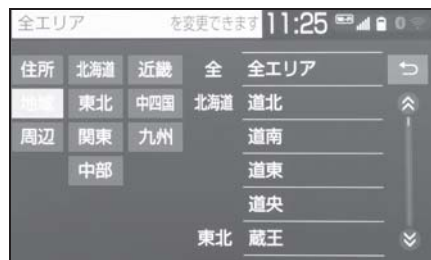 全エリア を変更できます 11:25
住所 北海道 近畿 全 全エリア
地域 東北 中四国 北海道 道北
周辺 関東 九州 道南
中部 道東
道央
東北 蔵王